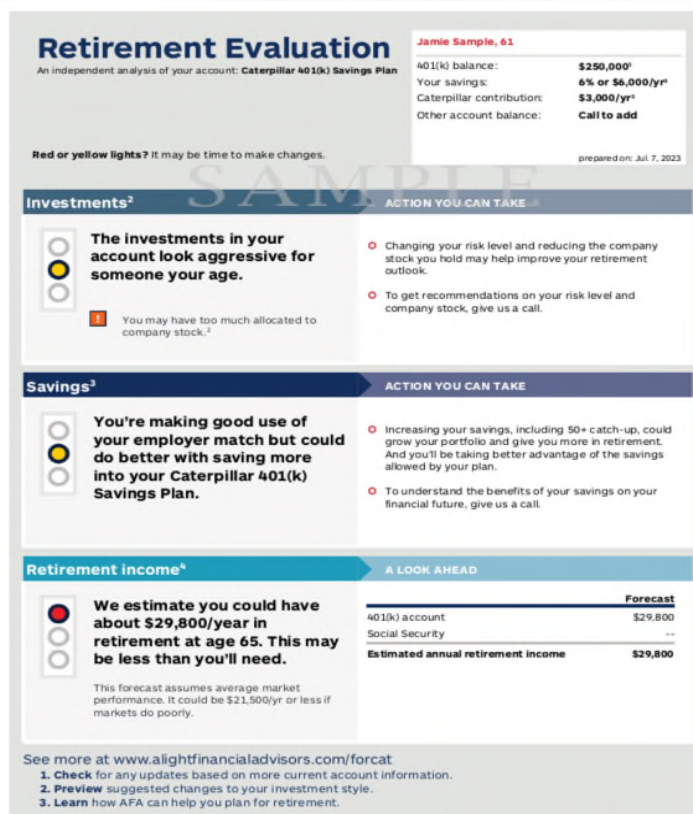 Retirement Evaluation
An independent analysis of your account: Caterpillar 401(k) Savings Plan
Red or yellow lights? It may be time to make changes.
Jamie Sample, 61
401(k) balance: $250,000¹
Your savings: 6% or $6,000/yr¹
Caterpillar contribution: $3,000/yr¹
Other account balance: Call to add
prepared on: Jul. 7, 2023
SAMPLE
Investments²
The investments in your
account look aggressive for
someone your age.
! You may have too much allocated to
company stock.²
ACTION YOU CAN TAKE
Changing your risk level and reducing the company
stock you hold may help improve your retirement
outlook.
To get recommendations on your risk level and
company stock, give us a call.
Savings³
You're making good use of
your employer match but could
do better with saving more
into your Caterpillar 401(k)
Savings Plan.
ACTION YOU CAN TAKE
Increasing your savings, including 50+ catch-up, could
grow your portfolio and give you more in retirement.
And you'll be taking better advantage of the savings
allowed by your plan.
To understand the benefits of your savings on your
financial future, give us a call.
Retirement income⁴
We estimate you could have
about $29,800/year in
retirement at age 65. This may
be less than you'll need.
This forecast assumes average market
performance. It could be $21,500/yr or less if
markets do poorly.
A LOOK AHEAD
Forecast
401(k) account $29,800
Social Security --
Estimated annual retirement income $29,800
See more at www.alightfinancialadvisors.com/forcat
1. Check for any updates based on more current account information.
2. Preview suggested changes to your investment style.
3. Learn how AFA can help you plan for retirement.